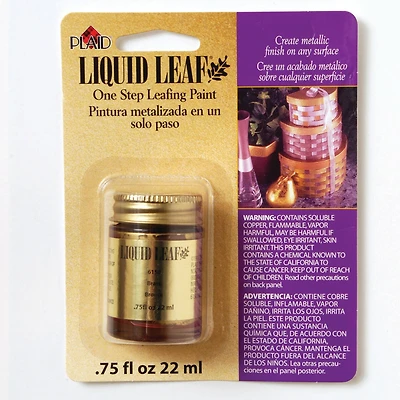 PLAID
LIQUID LEAF
One Step Leafing Paint
Pintura metalizada en un
solo paso
Create metallic
finish on any surface
Cree un acabado metálico
sobre cualquier superficie
LIQUID LEAF
.75fl oz 22 ml
.75 fl oz 22 ml
WARNING: CONTAINS SOLUBLE
COPPER, FLAMMABLE, VAPOR
HARMFUL, MAY BE HARMFUL IF
SWALLOWED, EYE IRRITANT, SKIN
IRRITANT. THIS PRODUCT
CONTAINS A CHEMICAL KNOWN TO
THE STATE OF CALIFORNIA TO
CAUSE CANCER. KEEP OUT OF REACH
OF CHILDREN. Read other precautions
on back panel.
ADVERTENCIA: CONTIENE COBRE
SOLUBLE, INFLAMABLE, VAPOR
DAÑINO, IRRITA LOS OJOS, IRRITA
LA PIEL. ESTE PRODUCTO
CONTIENE UNA SUSTANCIA
QUÍMICA QUE, DE ACUERDO CON
EL ESTADO DE CALIFORNIA,
PROVOCA CÁNCER. MANTENGA EL
PRODUCTO FUERA DEL ALCANCE
DE LOS NIÑOS. Lea otras precau-
ciones en el panel posterior.